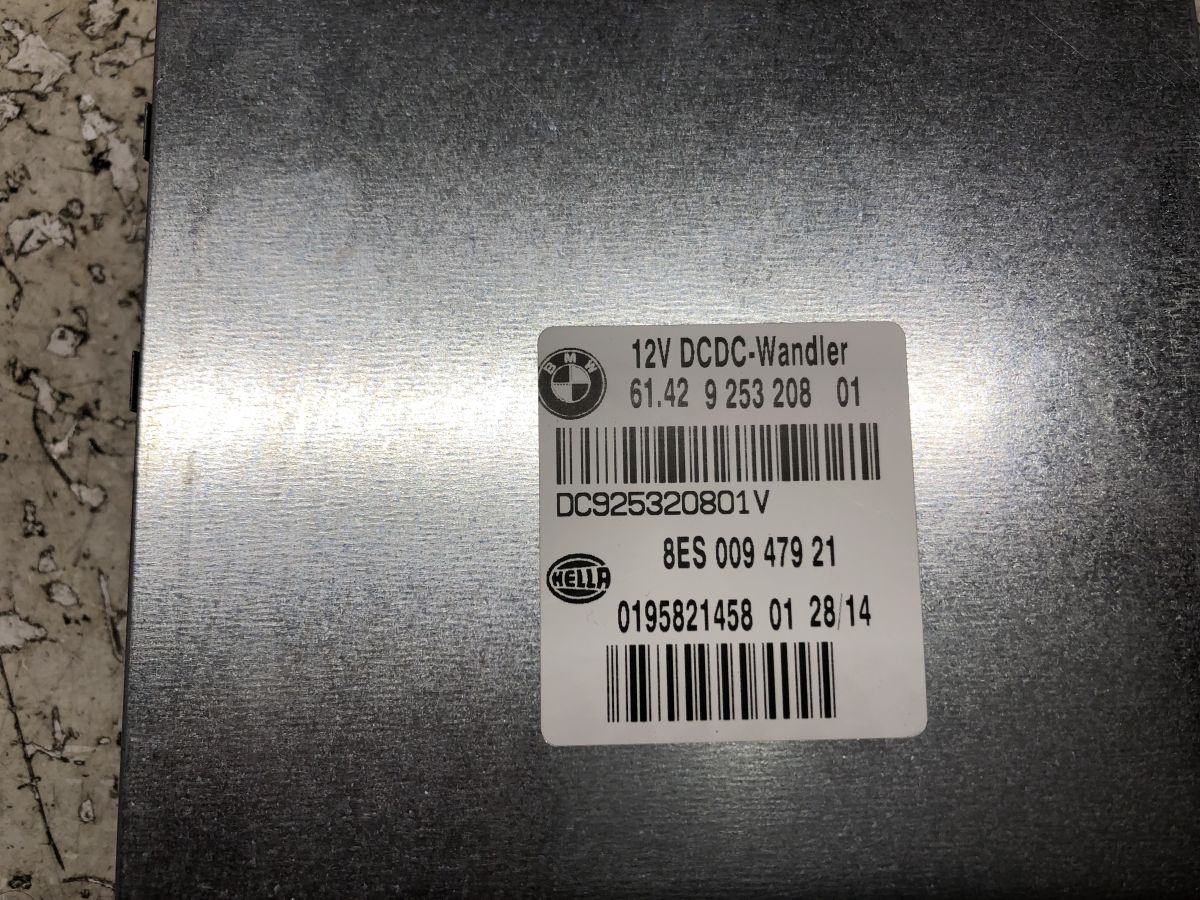 BMW
12V DCDC-Wandler
61.42 9 253 208 01
DC925320801V
8ES 009 479 21
HELLA
0195821458 01 28/14